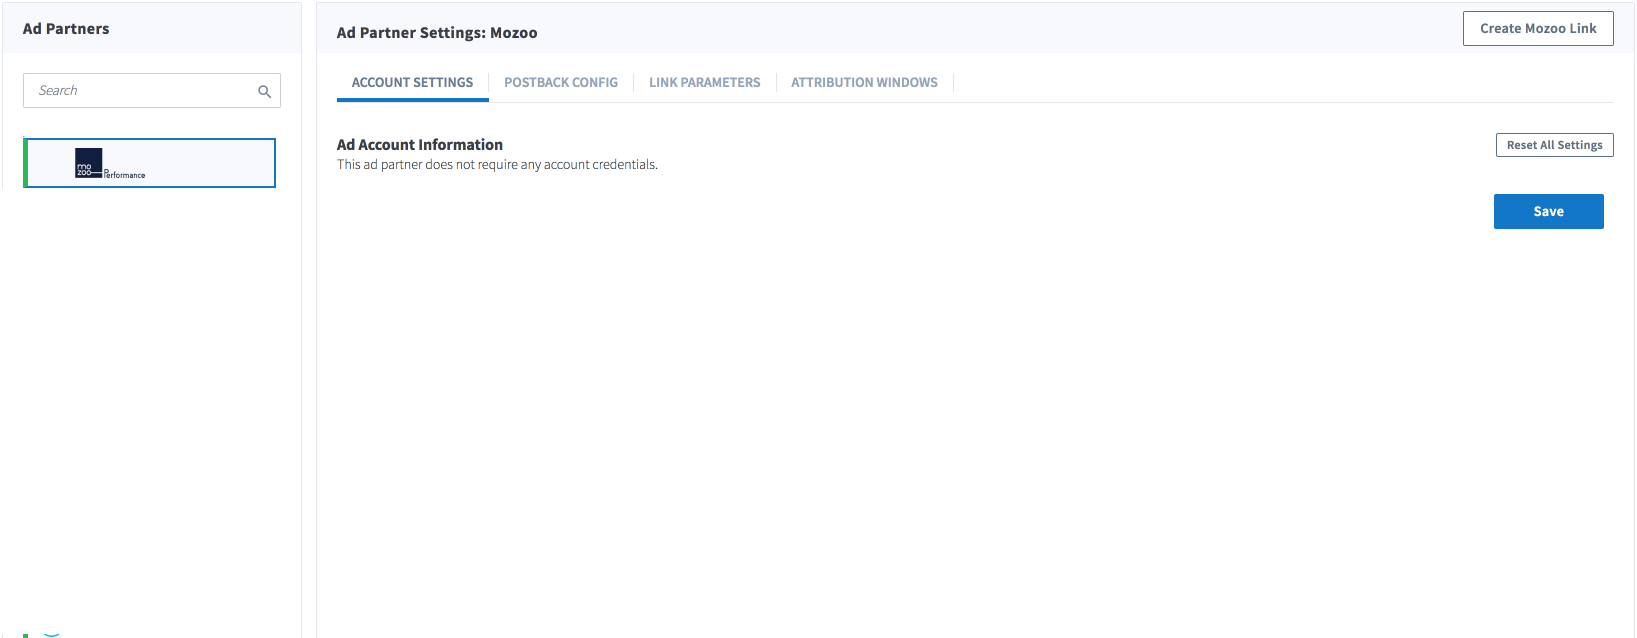 Ad Partners
Search
mo
zoo
Performance
Ad Partner Settings: Mozoo
Create Mozoo Link
ACCOUNT SETTINGS
POSTBACK CONFIG
LINK PARAMETERS
ATTRIBUTION WINDOWS
Ad Account Information
Reset All Settings
This ad partner does not require any account credentials.
Save